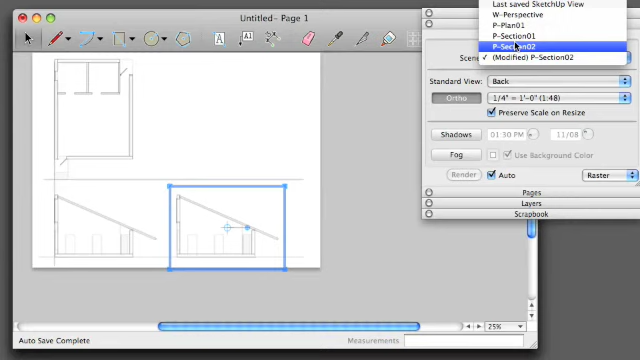 Last saved SketchUp View
W-Perspective
P-Plan01
P-Section01
P-Section02
✓ (Modified) P-Section02
Untitled- Page 1
A
A1
Scene
Standard View: Back
Ortho 1/4" = 1'-0" (1:48)
Preserve Scale on Resize
Shadows 01:30 PM 11/08
Fog Use Background Color
Render Auto Raster
Pages
Layers
Scrapbook
25%
Auto Save Complete Measurements